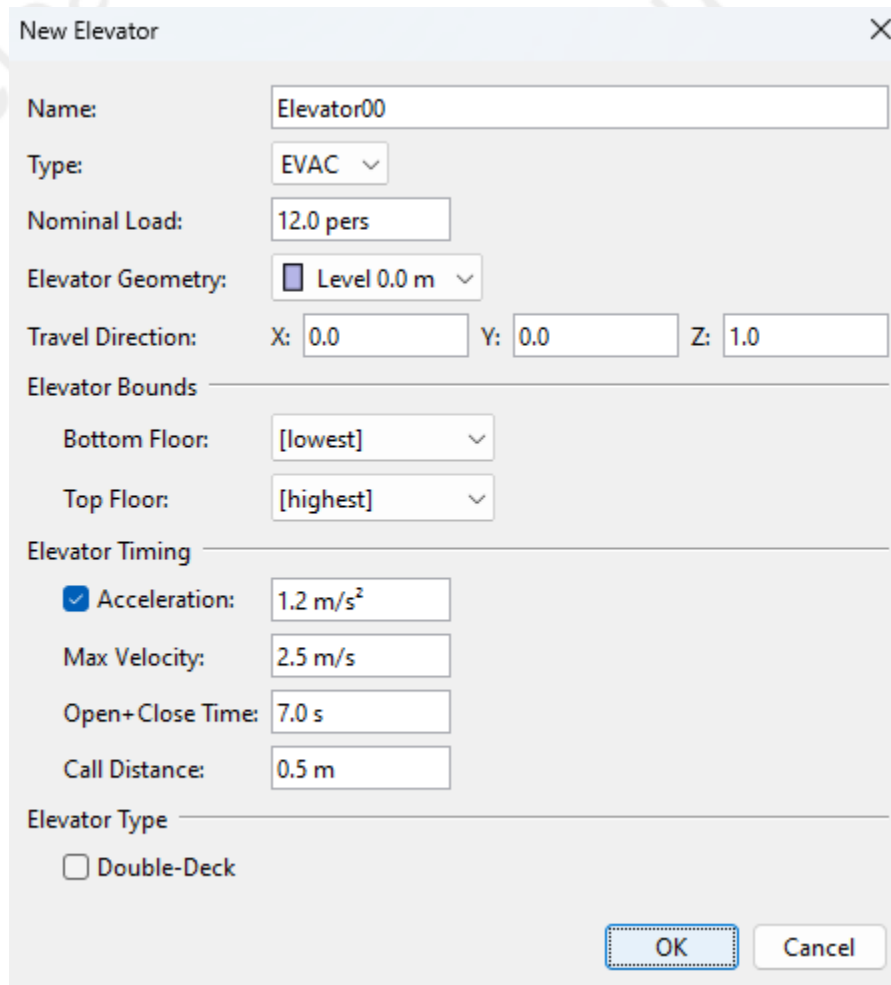 New Elevator
Name: Elevator00
Type: EVAC
Nominal Load: 12.0 pers
Elevator Geometry: Level 0.0 m
Travel Direction: X: 0.0 Y: 0.0 Z: 1.0
Elevator Bounds
Bottom Floor: [lowest]
Top Floor: [highest]
Elevator Timing
Acceleration: 1.2 m/s²
Max Velocity: 2.5 m/s
Open+Close Time: 7.0 s
Call Distance: 0.5 m
Elevator Type
Double-Deck
OK Cancel